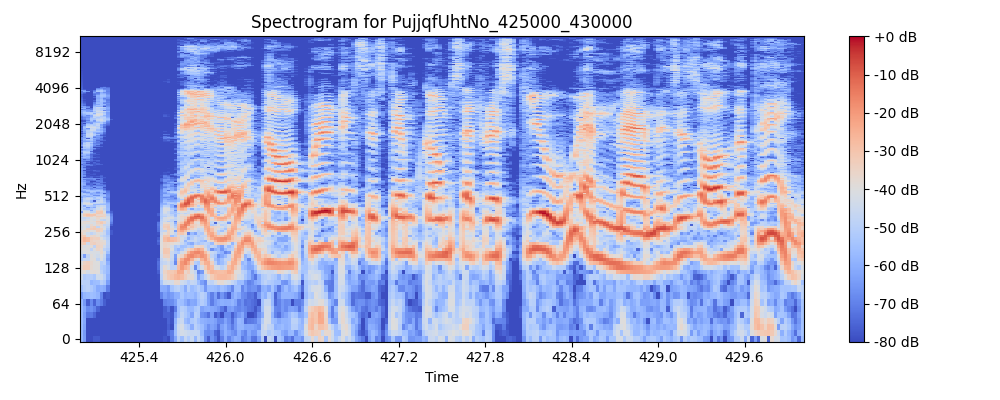 Spectrogram for PujjqfUhtNo_425000_430000
Hz
8192
4096
2048
1024
512
256
128
64
0
425.4 426.0 426.6 427.2 427.8 428.4 429.0 429.6
Time
+0 dB
-10 dB
-20 dB
-30 dB
-40 dB
-50 dB
-60 dB
-70 dB
-80 dB